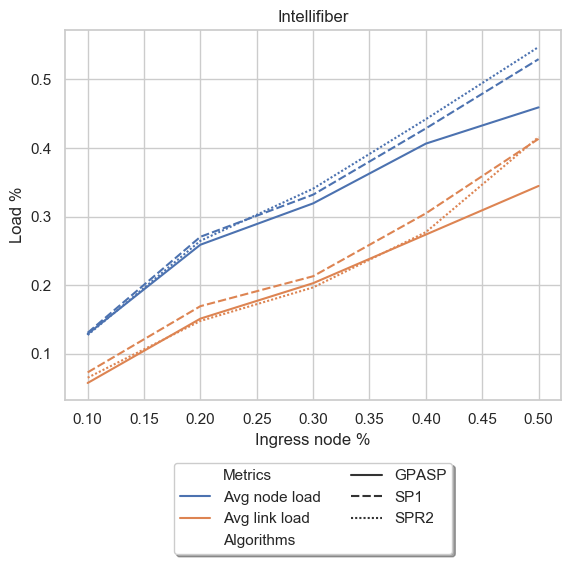 Intellifiber
Load %
0.5
0.4
0.3
0.2
0.1
0.10 0.15 0.20 0.25 0.30 0.35 0.40 0.45 0.50
Ingress node %
Metrics
Avg node load
Avg link load
Algorithms
GPASP
SP1
SPR2